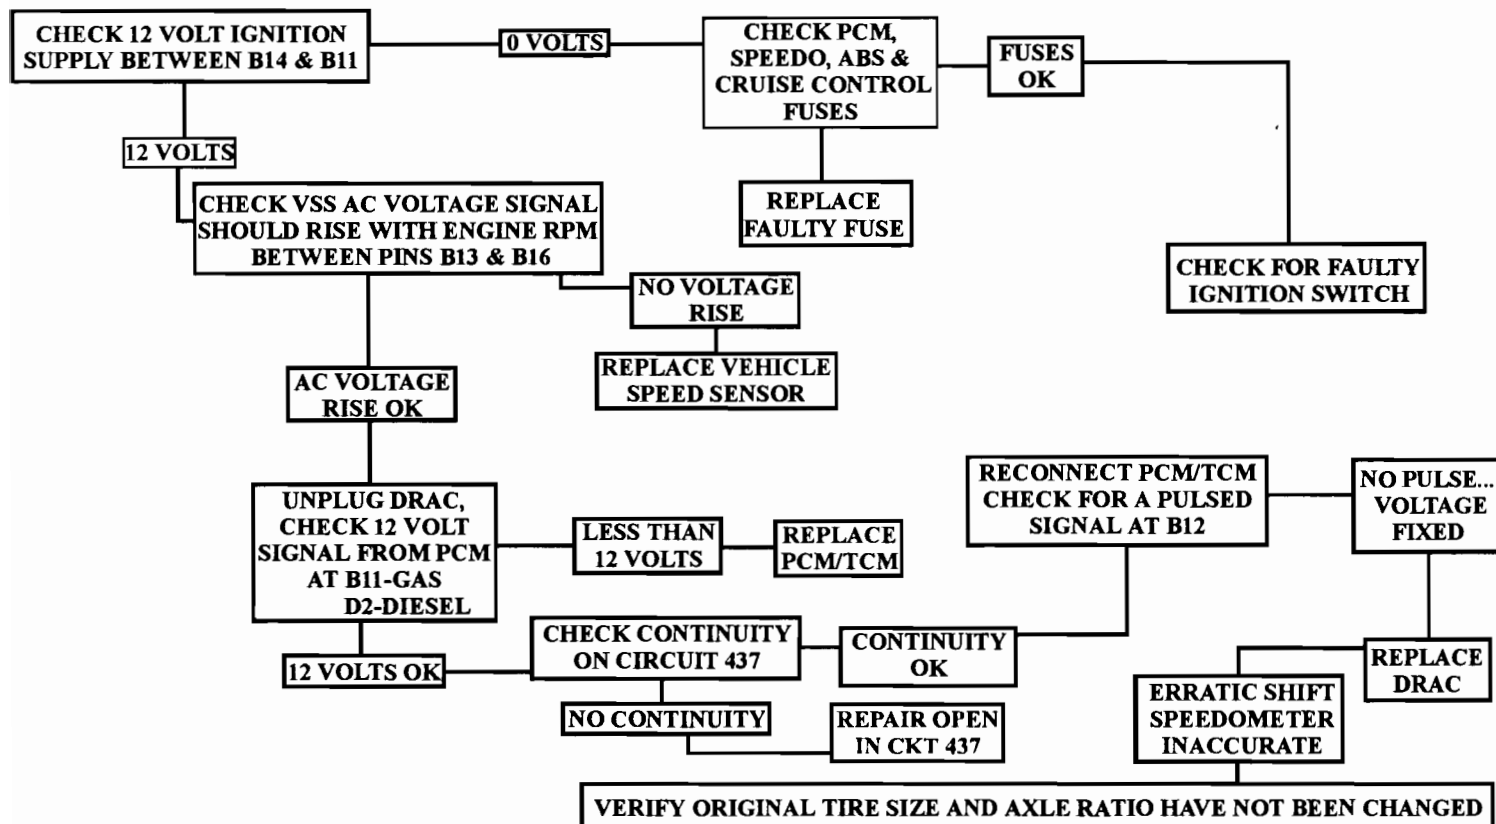 CHECK 12 VOLT IGNITION
SUPPLY BETWEEN B14 & B11
0 VOLTS
CHECK PCM,
SPEEDO, ABS &
CRUISE CONTROL
FUSES
FUSES
OK
12 VOLTS
REPLACE
FAULTY FUSE
CHECK FOR FAULTY
IGNITION SWITCH
CHECK VSS AC VOLTAGE SIGNAL
SHOULD RISE WITH ENGINE RPM
BETWEEN PINS B13 & B16
NO VOLTAGE
RISE
REPLACE VEHICLE
SPEED SENSOR
AC VOLTAGE
RISE OK
UNPLUG DRAC,
CHECK 12 VOLT
SIGNAL FROM PCM
AT B11-GAS
D2-DIESEL
LESS THAN
12 VOLTS
REPLACE
PCM/TCM
12 VOLTS OK
CHECK CONTINUITY
ON CIRCUIT 437
NO CONTINUITY
REPAIR OPEN
IN CKT 437
CONTINUITY
OK
RECONNECT PCM/TCM
CHECK FOR A PULSED
SIGNAL AT B12
NO PULSE...
VOLTAGE
FIXED
REPLACE
DRAC
ERRATIC SHIFT
SPEEDOMETER
INACCURATE
VERIFY ORIGINAL TIRE SIZE AND AXLE RATIO HAVE NOT BEEN CHANGED